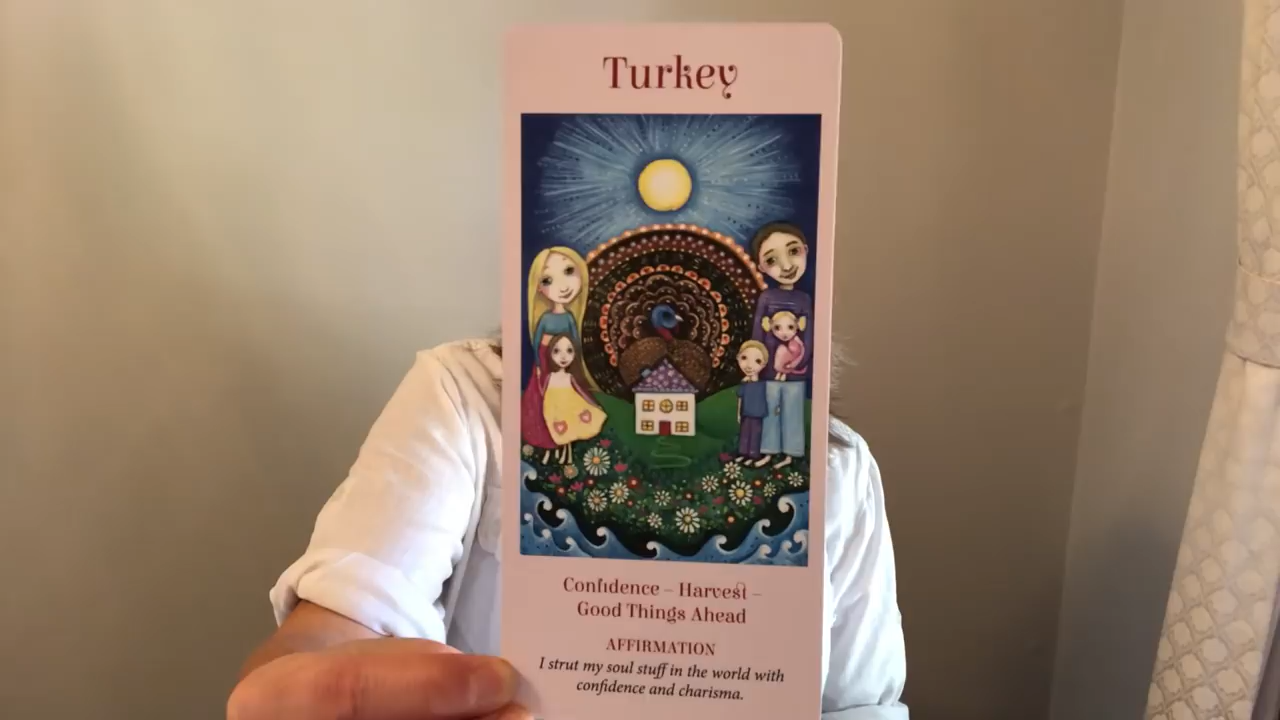 Turkey
Confidence – Harvest –
Good Things Ahead
AFFIRMATION
I strut my soul stuff in the world with
confidence and charisma.